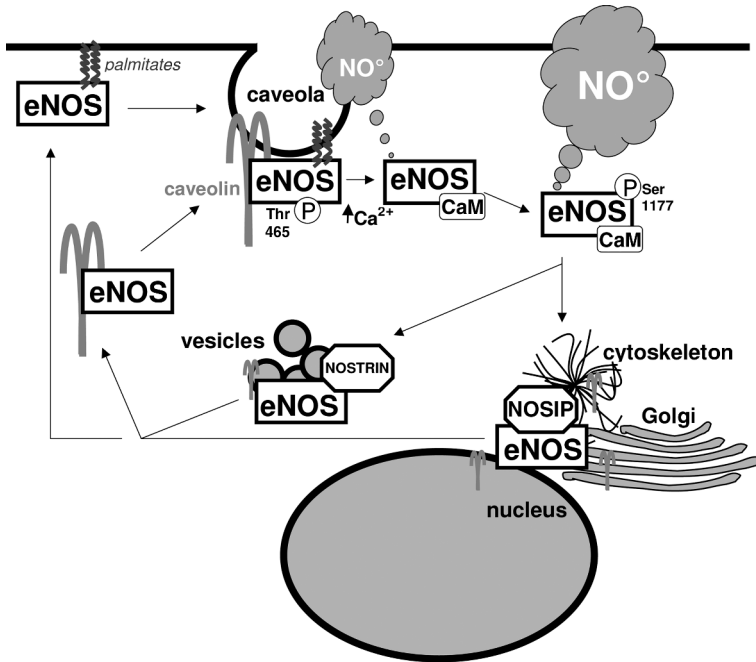 palmitates
eNOS
caveola
NO°
NO°
caveolin
eNOS
Thr
465
P
Ca²⁺
eNOS
CaM
eNOS
P
Ser
1177
CaM
eNOS
vesicles
NOSTRIN
eNOS
cytoskeleton
NOSIP
Golgi
eNOS
nucleus